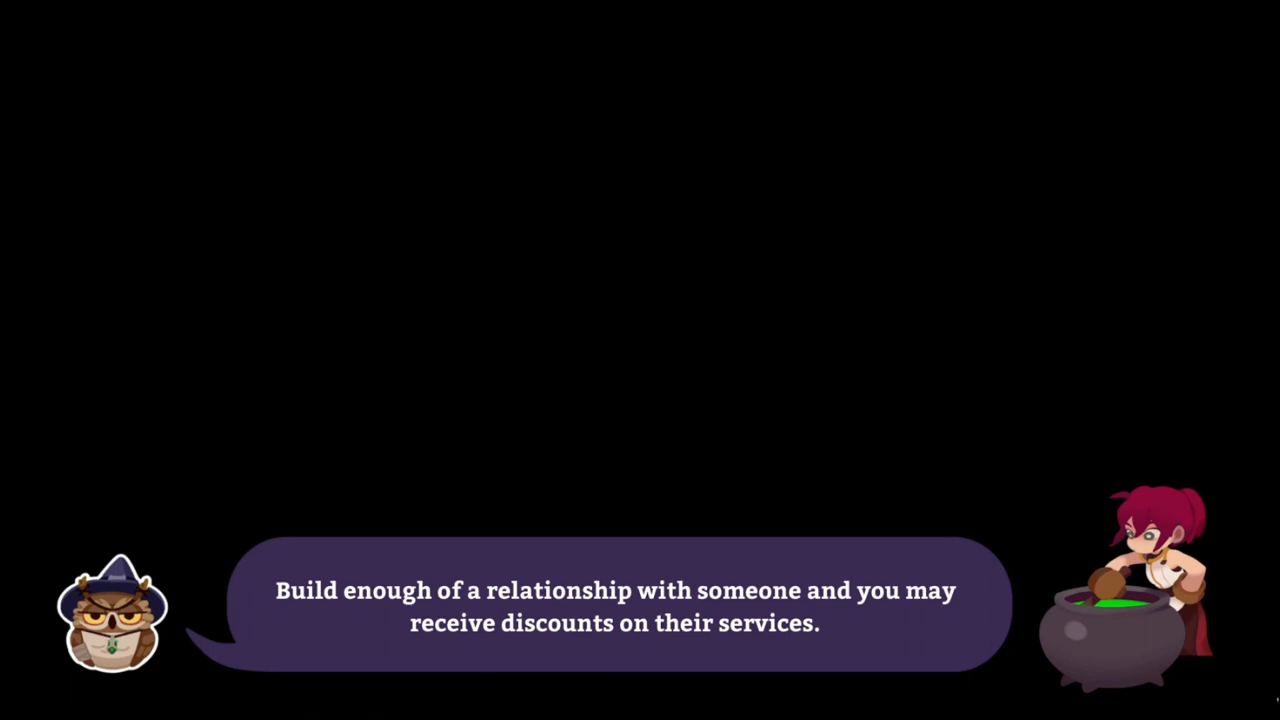 Build enough of a relationship with someone and you may
receive discounts on their services.